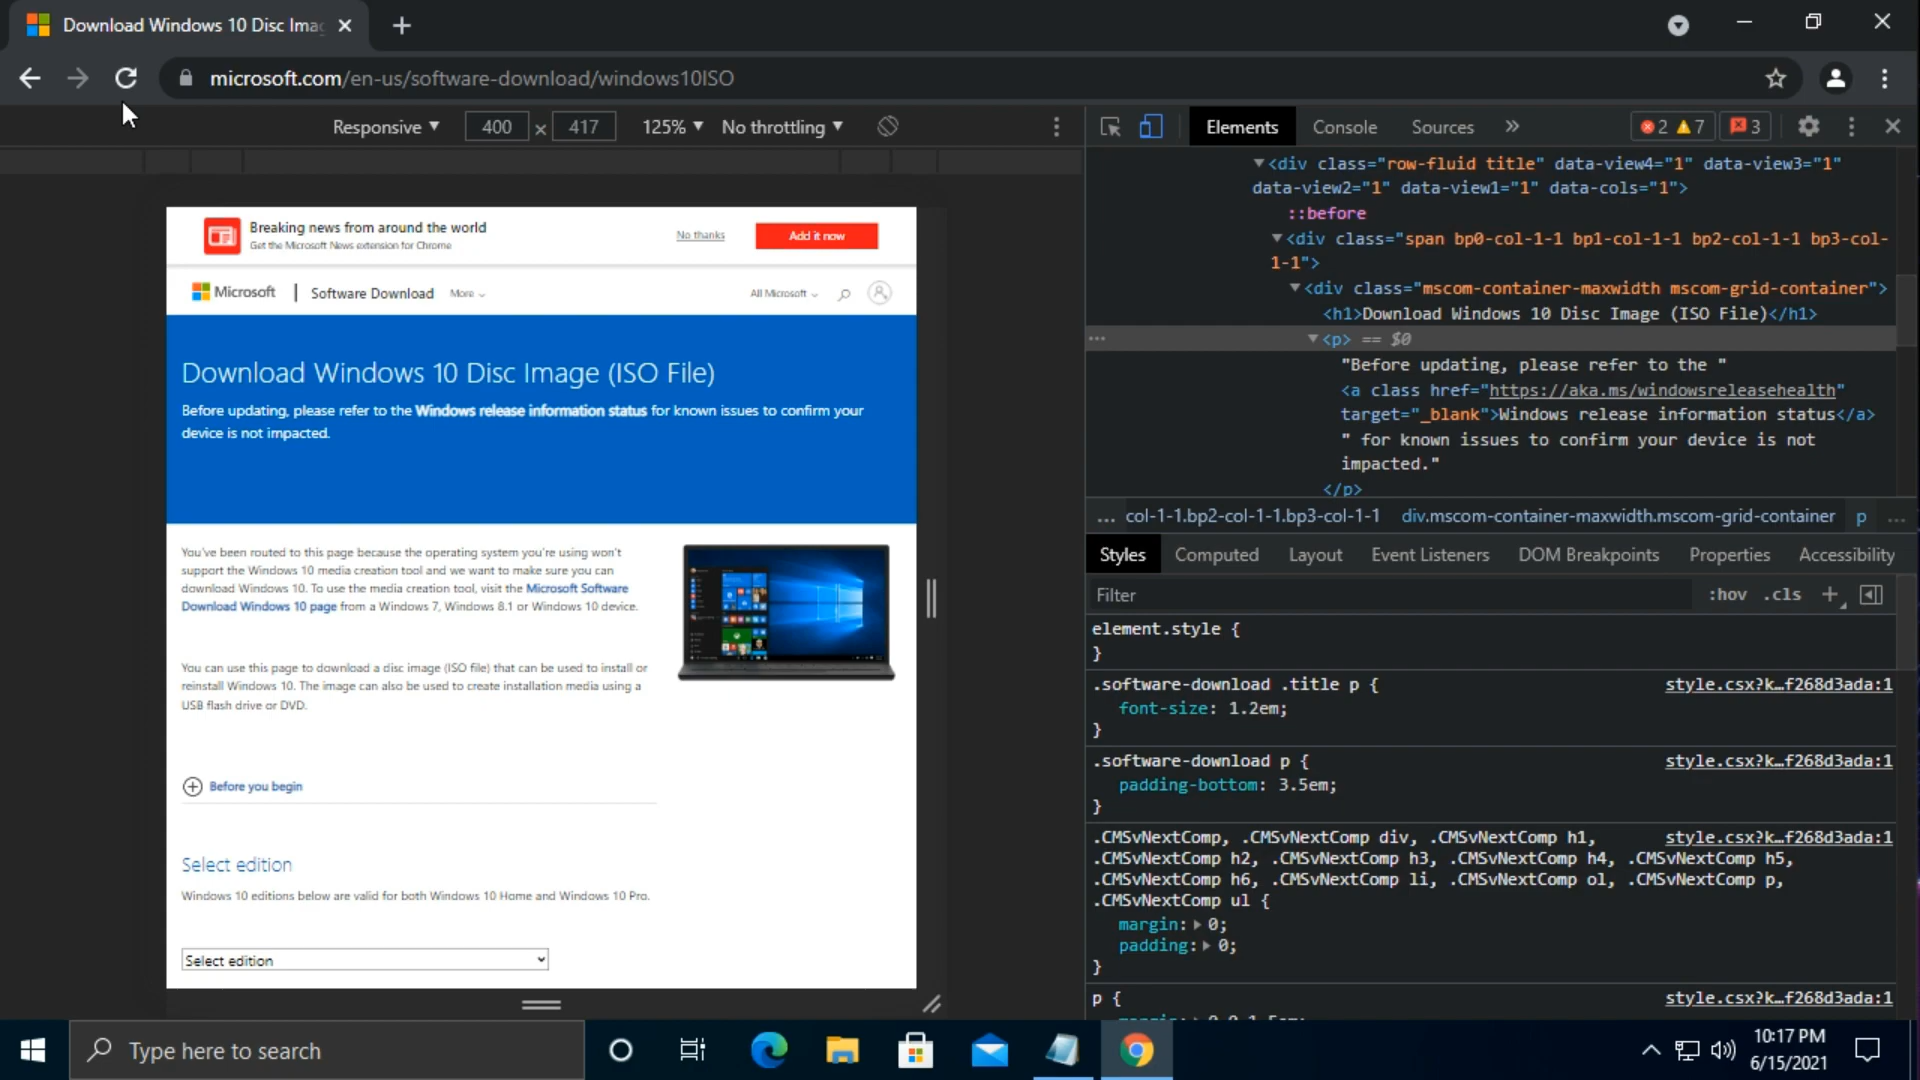 Download Windows 10 Disc Imag
microsoft.com/en-us/software-download/windows10ISO
Responsive 400 × 417 125% No throttling
Elements Console Sources » 2 7 3
<div class="row-fluid title" data-view4="1" data-view3="1"
data-view2="1" data-view1="1" data-cols="1">
::before
<div class="span bp0-col-1-1 bp1-col-1-1 bp2-col-1-1 bp3-col-
1-1">
<div class="mscom-container-maxwidth mscom-grid-container">
<h1>Download Windows 10 Disc Image (ISO File)</h1>
… <p> == $0
"Before updating, please refer to the "
<a class href="https://aka.ms/windowsreleasehealth"
target="_blank">Windows release information status</a>
" for known issues to confirm your device is not
impacted."
</p>
… col-1-1.bp2-col-1-1.bp3-col-1-1 div.mscom-container-maxwidth.mscom-grid-container p …
Styles Computed Layout Event Listeners DOM Breakpoints Properties Accessibility
Filter :hov .cls +
element.style {
}
.software-download .title p { style.csx?k…f268d3ada:1
font-size: 1.2em;
}
.software-download p { style.csx?k…f268d3ada:1
padding-bottom: 3.5em;
}
.CMSvNextComp, .CMSvNextComp div, .CMSvNextComp h1, style.csx?k…f268d3ada:1
.CMSvNextComp h2, .CMSvNextComp h3, .CMSvNextComp h4, .CMSvNextComp h5,
.CMSvNextComp h6, .CMSvNextComp li, .CMSvNextComp ol, .CMSvNextComp p,
.CMSvNextComp ul {
margin: 0;
padding: 0;
}
p { style.csx?k…f268d3ada:1
Breaking news from around the world
Get the Microsoft News extension for Chrome
No thanks
Add it now
Microsoft | Software Download More All Microsoft
Download Windows 10 Disc Image (ISO File)
Before updating, please refer to the Windows release information status for known issues to confirm your
device is not impacted.
You've been routed to this page because the operating system you're using won't
support the Windows 10 media creation tool and we want to make sure you can
download Windows 10. To use the media creation tool, visit the Microsoft Software
Download Windows 10 page from a Windows 7, Windows 8.1 or Windows 10 device.
You can use this page to download a disc image (ISO file) that can be used to install or
reinstall Windows 10. The image can also be used to create installation media using a
USB flash drive or DVD.
Before you begin
Select edition
Windows 10 editions below are valid for both Windows 10 Home and Windows 10 Pro.
Select edition
Type here to search
10:17 PM
6/15/2021